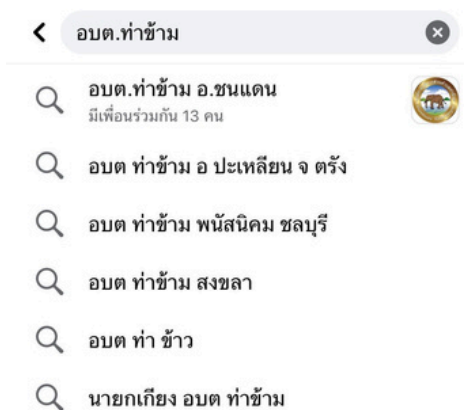 อบต.ท่าข้าม
อบต.ท่าข้าม อ.ชนแดน
มีเพื่อนร่วมกัน 13 คน
อบต ท่าข้าม อ ปะเหลียน จ ตรัง
อบต ท่าข้าม พนัสนิคม ชลบุรี
อบต ท่าข้าม สงขลา
อบต ท่า ข้าว
นายกเกียง อบต ท่าข้าม